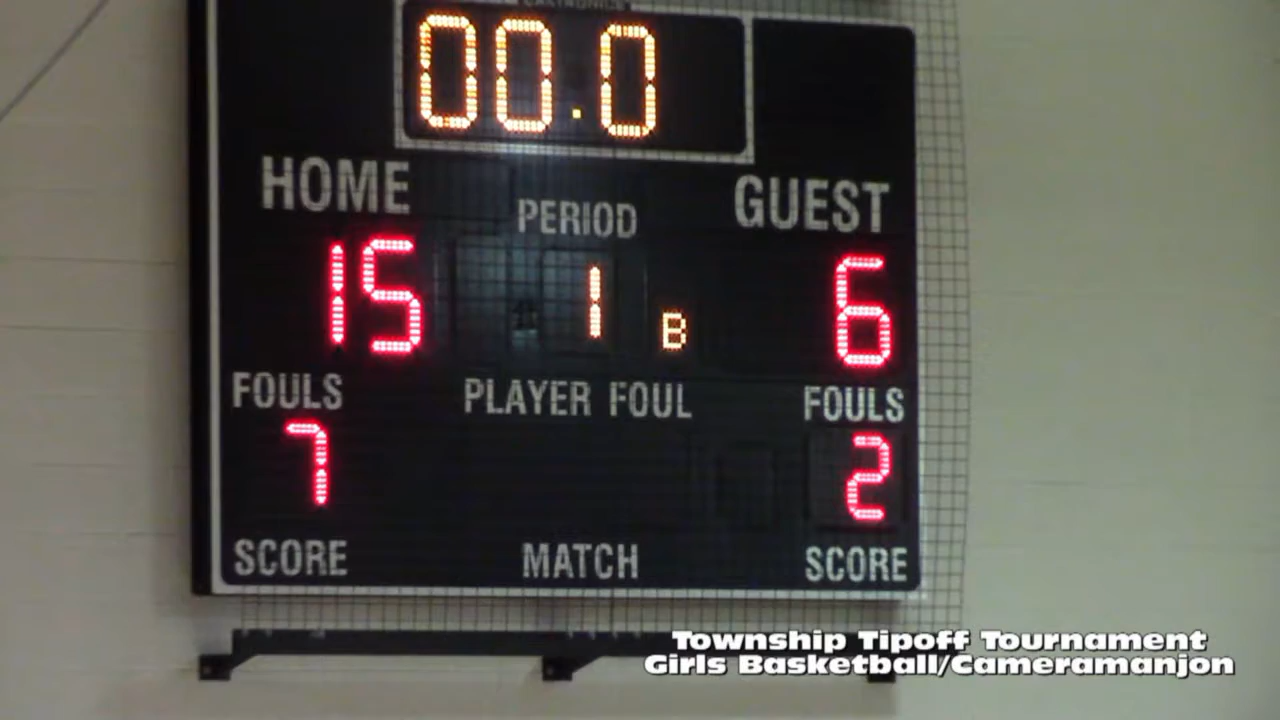 00.0
HOME
PERIOD
GUEST
15
1
B
6
FOULS
PLAYER FOUL
FOULS
7
2
SCORE
MATCH
SCORE
Township Tipoff Tournament
Girls Basketball/Cameramanjon